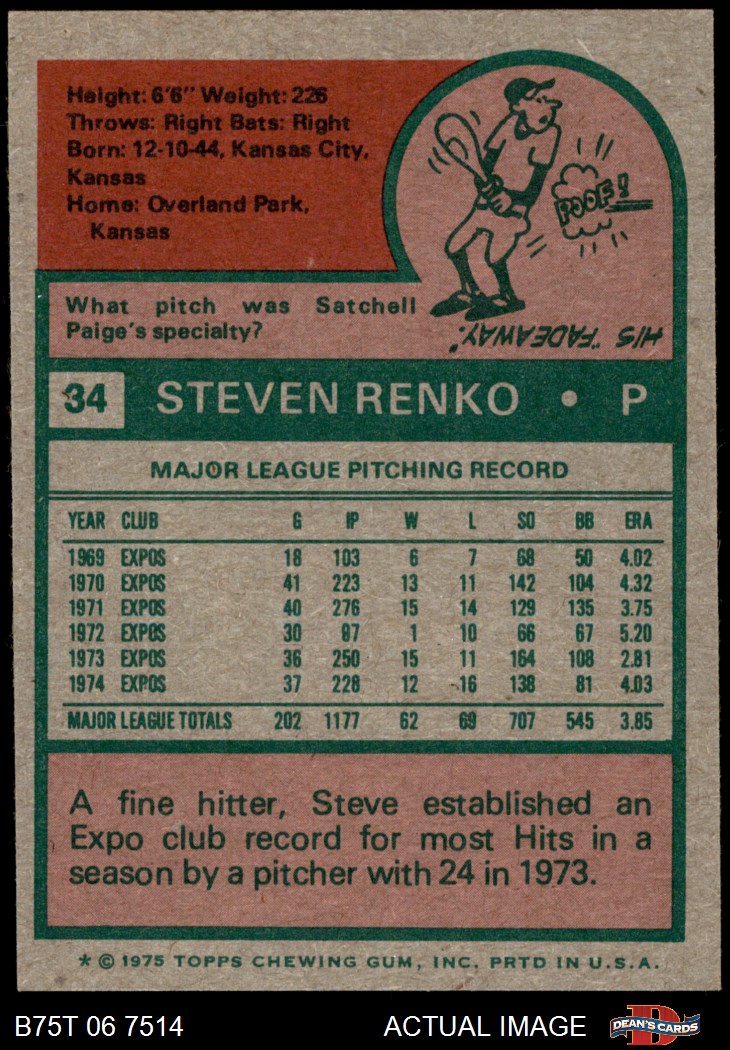 Height: 6'6" Weight: 226
Throws: Right Bats: Right
Born: 12-10-44, Kansas City,
Kansas
Home: Overland Park,
Kansas
POOF!
What pitch was Satchell
Paige's specialty?
HIS "FADEAWAY."
34 STEVEN RENKO • P
MAJOR LEAGUE PITCHING RECORD
YEAR CLUB G IP W L SO BB ERA
1969 EXPOS 18 103 6 7 68 50 4.02
1970 EXPOS 41 223 13 11 142 104 4.32
1971 EXPOS 40 276 15 14 129 135 3.75
1972 EXPOS 30 97 1 10 66 67 5.20
1973 EXPOS 36 250 15 11 164 108 2.81
1974 EXPOS 37 228 12 16 138 81 4.03
MAJOR LEAGUE TOTALS 202 1177 62 69 707 545 3.85
A fine hitter, Steve established an
Expo club record for most Hits in a
season by a pitcher with 24 in 1973.
* © 1975 TOPPS CHEWING GUM, INC. PRTD IN U.S.A.
B75T 06 7514 ACTUAL IMAGE D DEAN'S CARDS